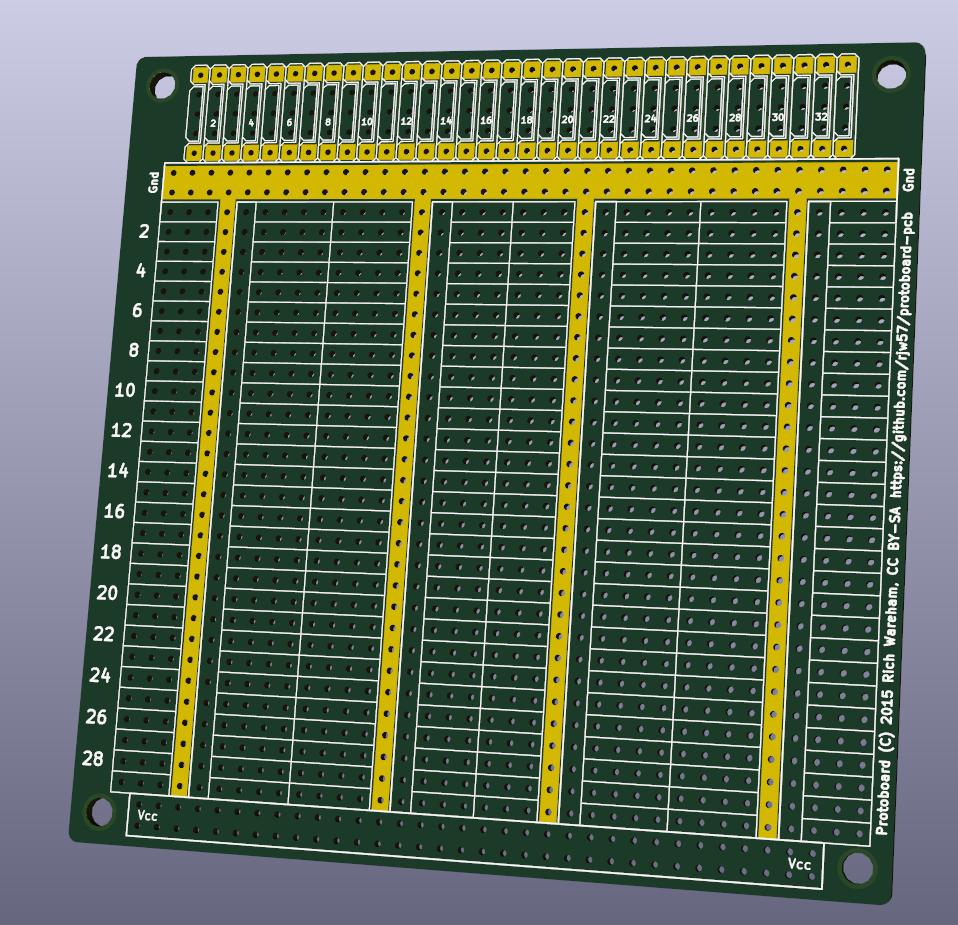 2 4 6 8 10 12 14 16 18 20 22 24 26 28 30 32
Gnd
Gnd
2
4
6
8
10
12
14
16
18
20
22
24
26
28
Vcc
Vcc
Protoboard (C) 2015 Rich Wareham. CC BY-SA https://github.com/rjw57/protoboard-pcb